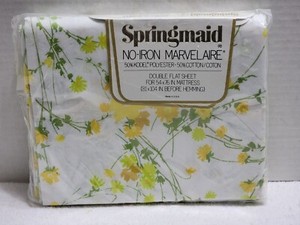 Springmaid
®
NO-IRON MARVELAIRE®
50% KODEL® POLYESTER • 50% COTTON/COTON
DOUBLE FLAT SHEET
FOR 54 x 76 IN MATTRESS
(81 x 104 IN BEFORE HEMMING)